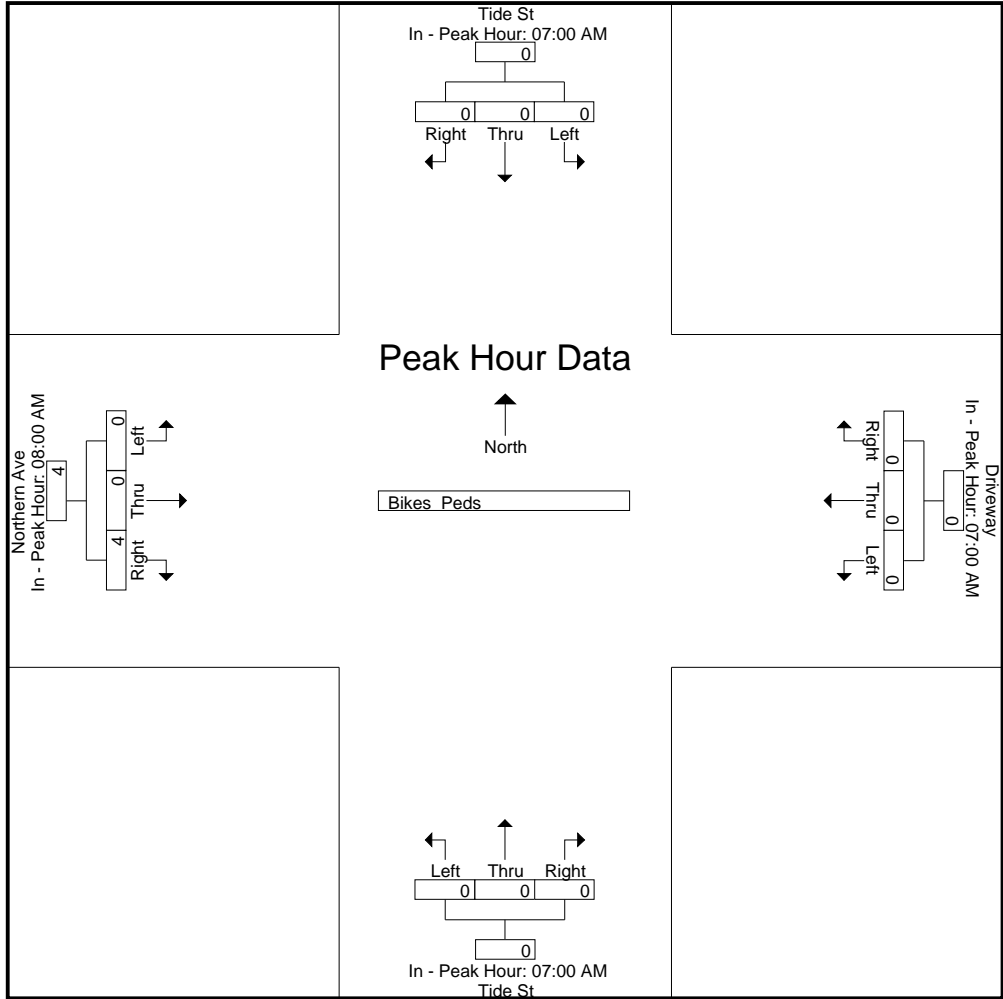 Tide St
In - Peak Hour: 07:00 AM
0
0 0 0
Right Thru Left
Peak Hour Data
North
Bikes Peds
Northern Ave
In - Peak Hour: 08:00 AM
4
0 0 4
Left Thru Right
Driveway
In - Peak Hour: 07:00 AM
0
0 0 0
Right Thru Left
Left Thru Right
0 0 0
0
In - Peak Hour: 07:00 AM
Tide St